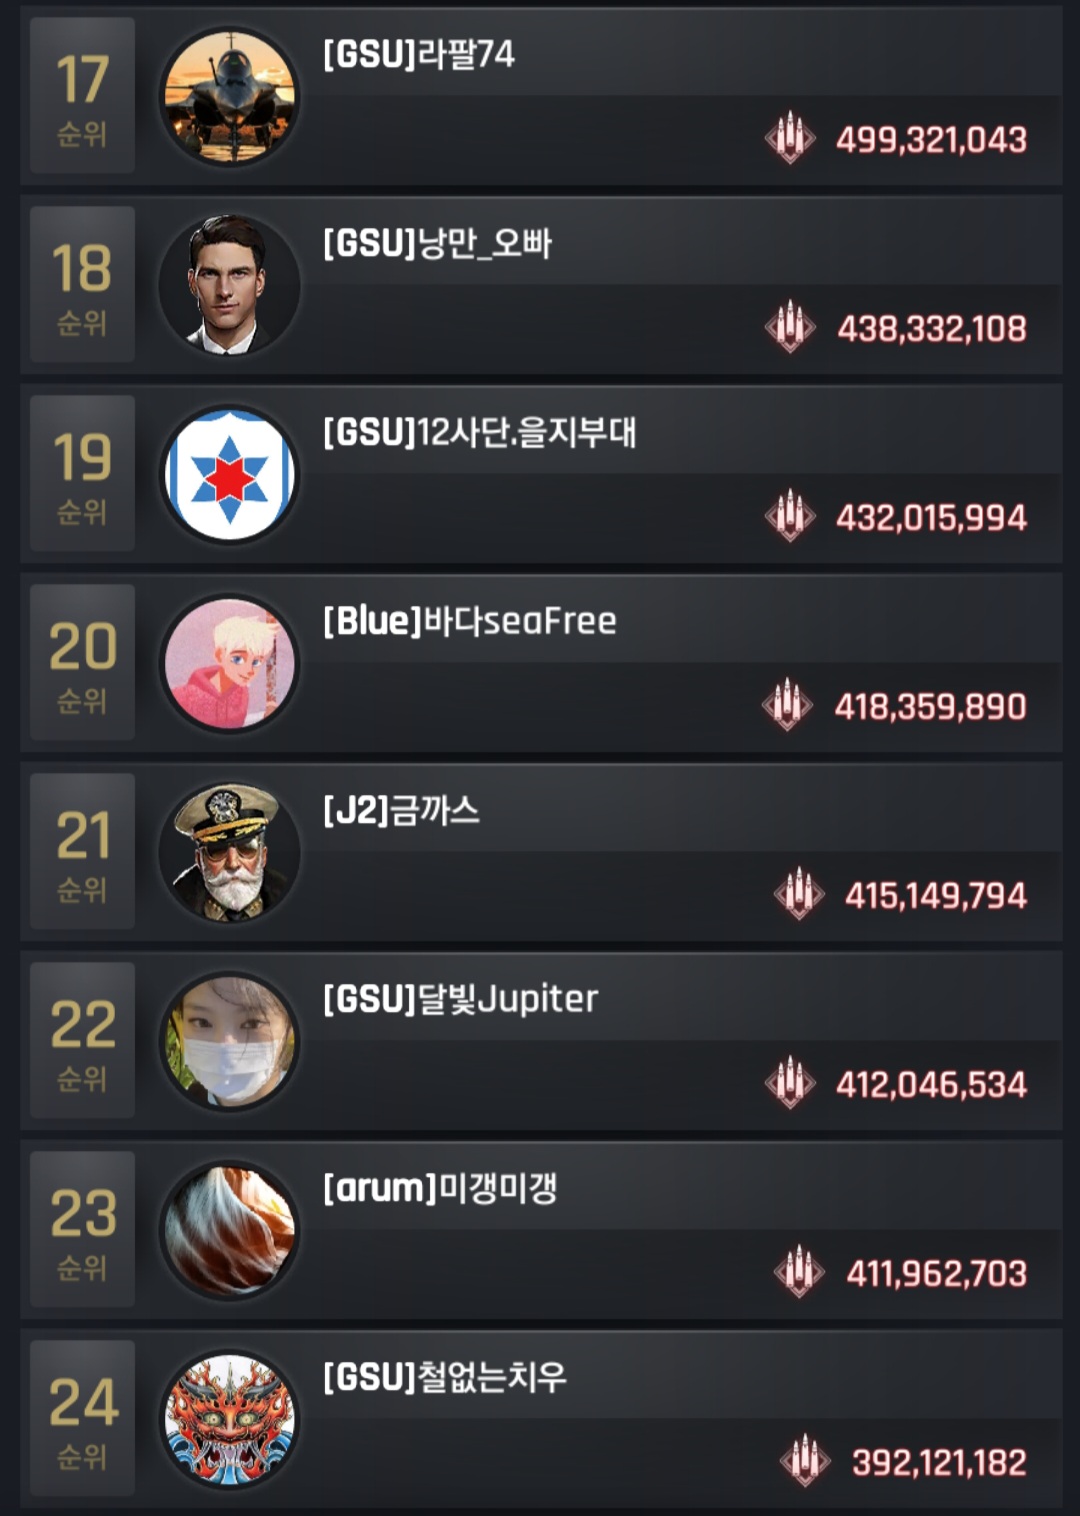 17
순위
[GSU]라팔74
499,321,043
18
순위
[GSU]낭만_오빠
438,332,108
19
순위
[GSU]12사단.을지부대
432,015,994
20
순위
[Blue]바다seaFree
418,359,890
21
순위
[J2]금까스
415,149,794
22
순위
[GSU]달빛Jupiter
412,046,534
23
순위
[arum]미갱미갱
411,962,703
24
순위
[GSU]철없는치우
392,121,182